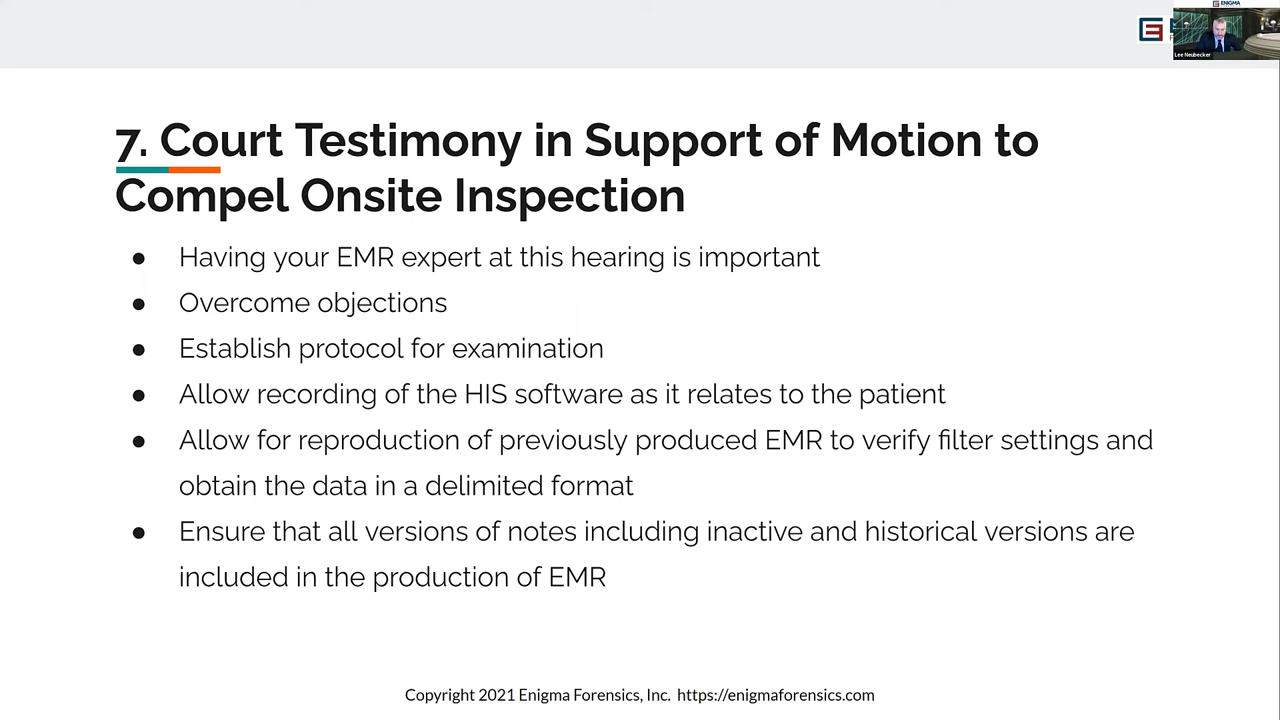 ENIGMA
Lee Neubecker
7. Court Testimony in Support of Motion to
Compel Onsite Inspection
● Having your EMR expert at this hearing is important
● Overcome objections
● Establish protocol for examination
● Allow recording of the HIS software as it relates to the patient
● Allow for reproduction of previously produced EMR to verify filter settings and
obtain the data in a delimited format
● Ensure that all versions of notes including inactive and historical versions are
included in the production of EMR
Copyright 2021 Enigma Forensics, Inc. https://enigmaforensics.com